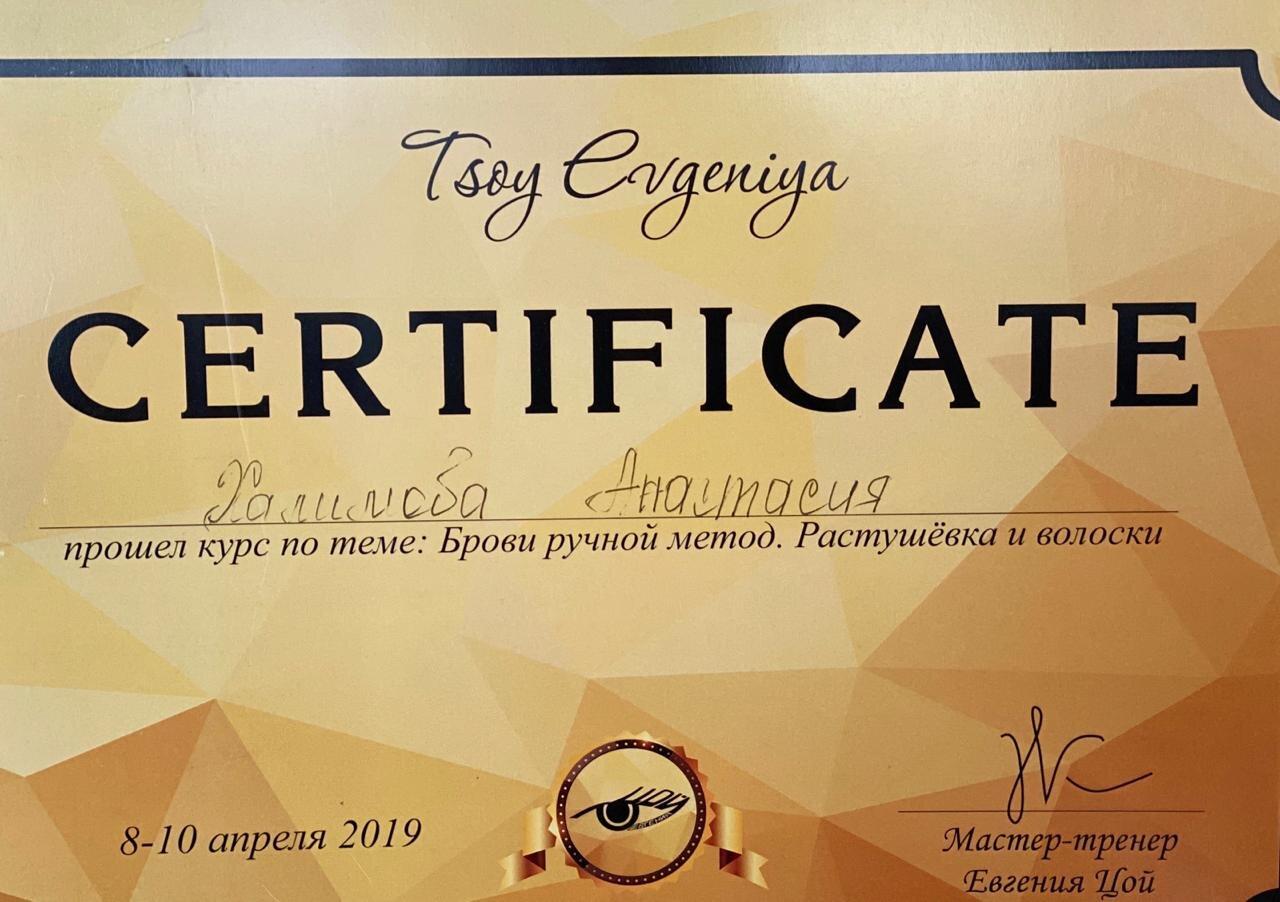 Tsoy Evgeniya
CERTIFICATE
Халимова Анастасия
прошел курс по теме: Брови ручной метод. Растушёвка и волоски
8-10 апреля 2019
ЦОЙ
Мастер-тренер
Евгения Цой